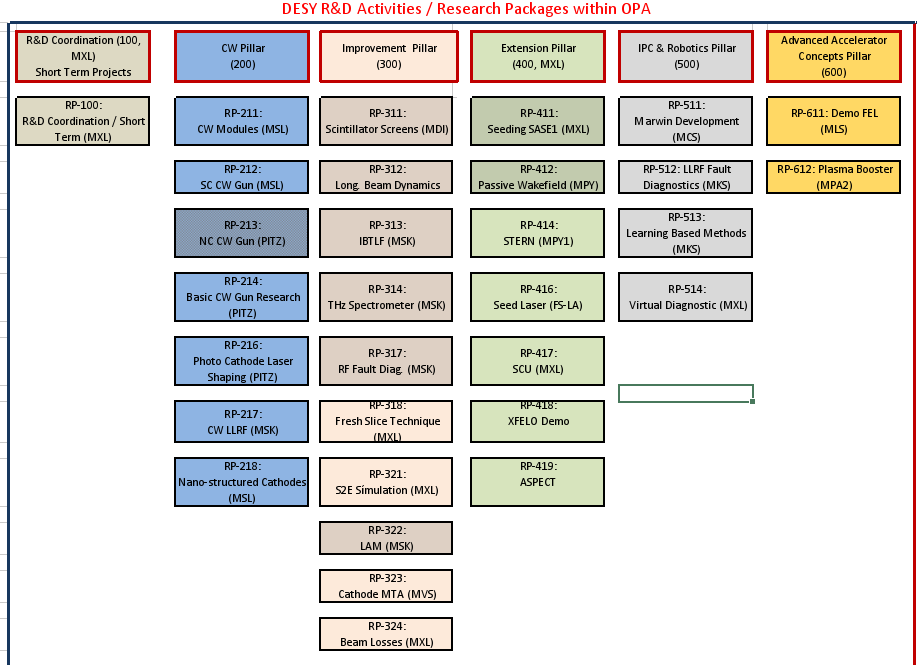 DESY R&D Activities / Research Packages within OPA
R&D Coordination (100,
MXL)
Short Term Projects
RP-100:
R&D Coordination / Short
Term (MXL)
CW Pillar
(200)
RP-211:
CW Modules (MSL)
RP-212:
SC CW Gun (MSL)
RP-213:
NC CW Gun (PITZ)
RP-214:
Basic CW Gun Research
(PITZ)
RP-216:
Photo Cathode Laser
Shaping (PITZ)
RP-217:
CW LLRF (MSK)
RP-218:
Nano-structured Cathodes
(MSL)
Improvement Pillar
(300)
RP-311:
Scintillator Screens (MDI)
RP-312:
Long. Beam Dynamics
RP-313:
IBTLF (MSK)
RP-314:
THz Spectrometer (MSK)
RP-317:
RF Fault Diag. (MSK)
RP-318:
Fresh Slice Technique
(MXL)
RP-321:
S2E Simulation (MXL)
RP-322:
LAM (MSK)
RP-323:
Cathode MTA (MVS)
RP-324:
Beam Losses (MXL)
Extension Pillar
(400, MXL)
RP-411:
Seeding SASE1 (MXL)
RP-412:
Passive Wakefield (MPY)
RP-414:
STERN (MPY1)
RP-416:
Seed Laser (FS-LA)
RP-417:
SCU (MXL)
RP-418:
XFELO Demo
RP-419:
ASPECT
IPC & Robotics Pillar
(500)
RP-511:
Marwin Development
(MCS)
RP-512: LLRF Fault
Diagnostics (MKS)
RP-513:
Learning Based Methods
(MKS)
RP-514:
Virtual Diagnostic (MXL)
Advanced Accelerator
Concepts Pillar
(600)
RP-611: Demo FEL
(MLS)
RP-612: Plasma Booster
(MPA2)